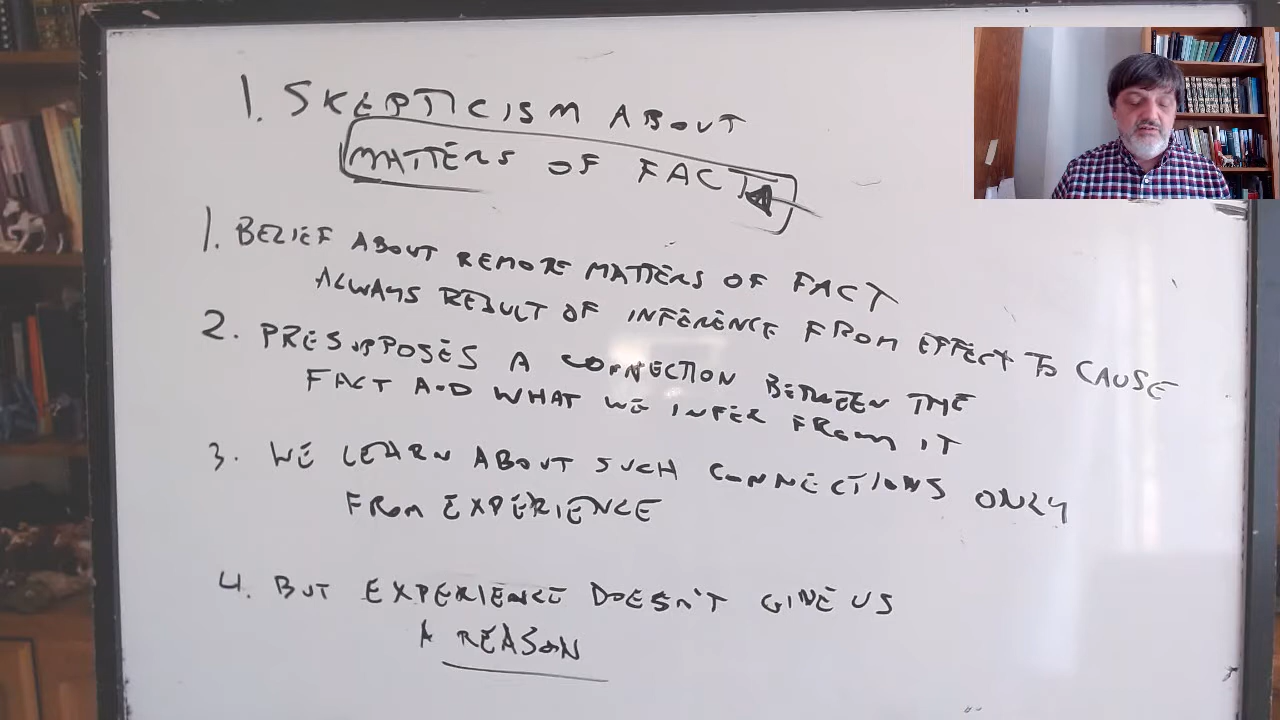 1. SKEPTICISM ABOUT
MATTERS OF FACT
1. BELIEF ABOUT REMOTE MATTERS OF FACT
ALWAYS RESULT OF INFERENCE FROM EFFECT TO CAUSE
2. PRESUPPOSES A CONNECTION BETWEEN THE
FACT AND WHAT WE INFER FROM IT
3. WE LEARN ABOUT SUCH CONNECTIONS ONLY
FROM EXPERIENCE
4. BUT EXPERIENCE DOESN'T GIVE US
A REASON